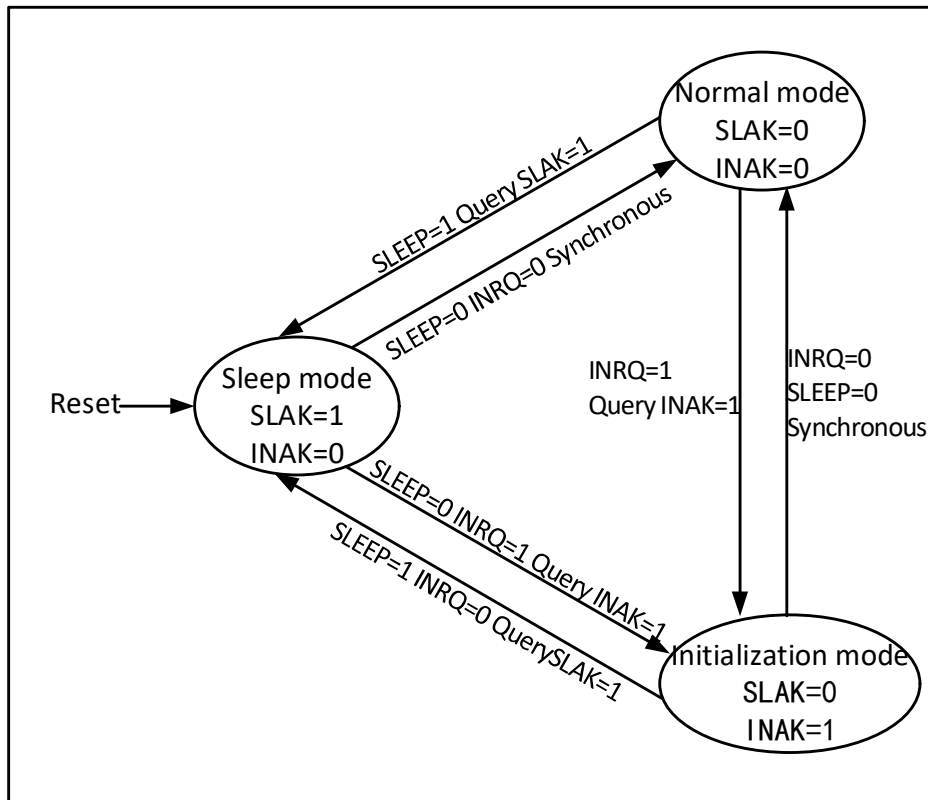 Normal mode
SLAK=0
INAK=0
SLEEP=1 Query SLAK=1
SLEEP=0 INRQ=0 Synchronous
Reset
Sleep mode
SLAK=1
INAK=0
INRQ=1
Query INAK=1
INRQ=0
SLEEP=0
Synchronous
SLEEP=0 INRQ=1 Query INAK=1
SLEEP=1 INRQ=0 QuerySLAK=1
Initialization mode
SLAK=0
INAK=1